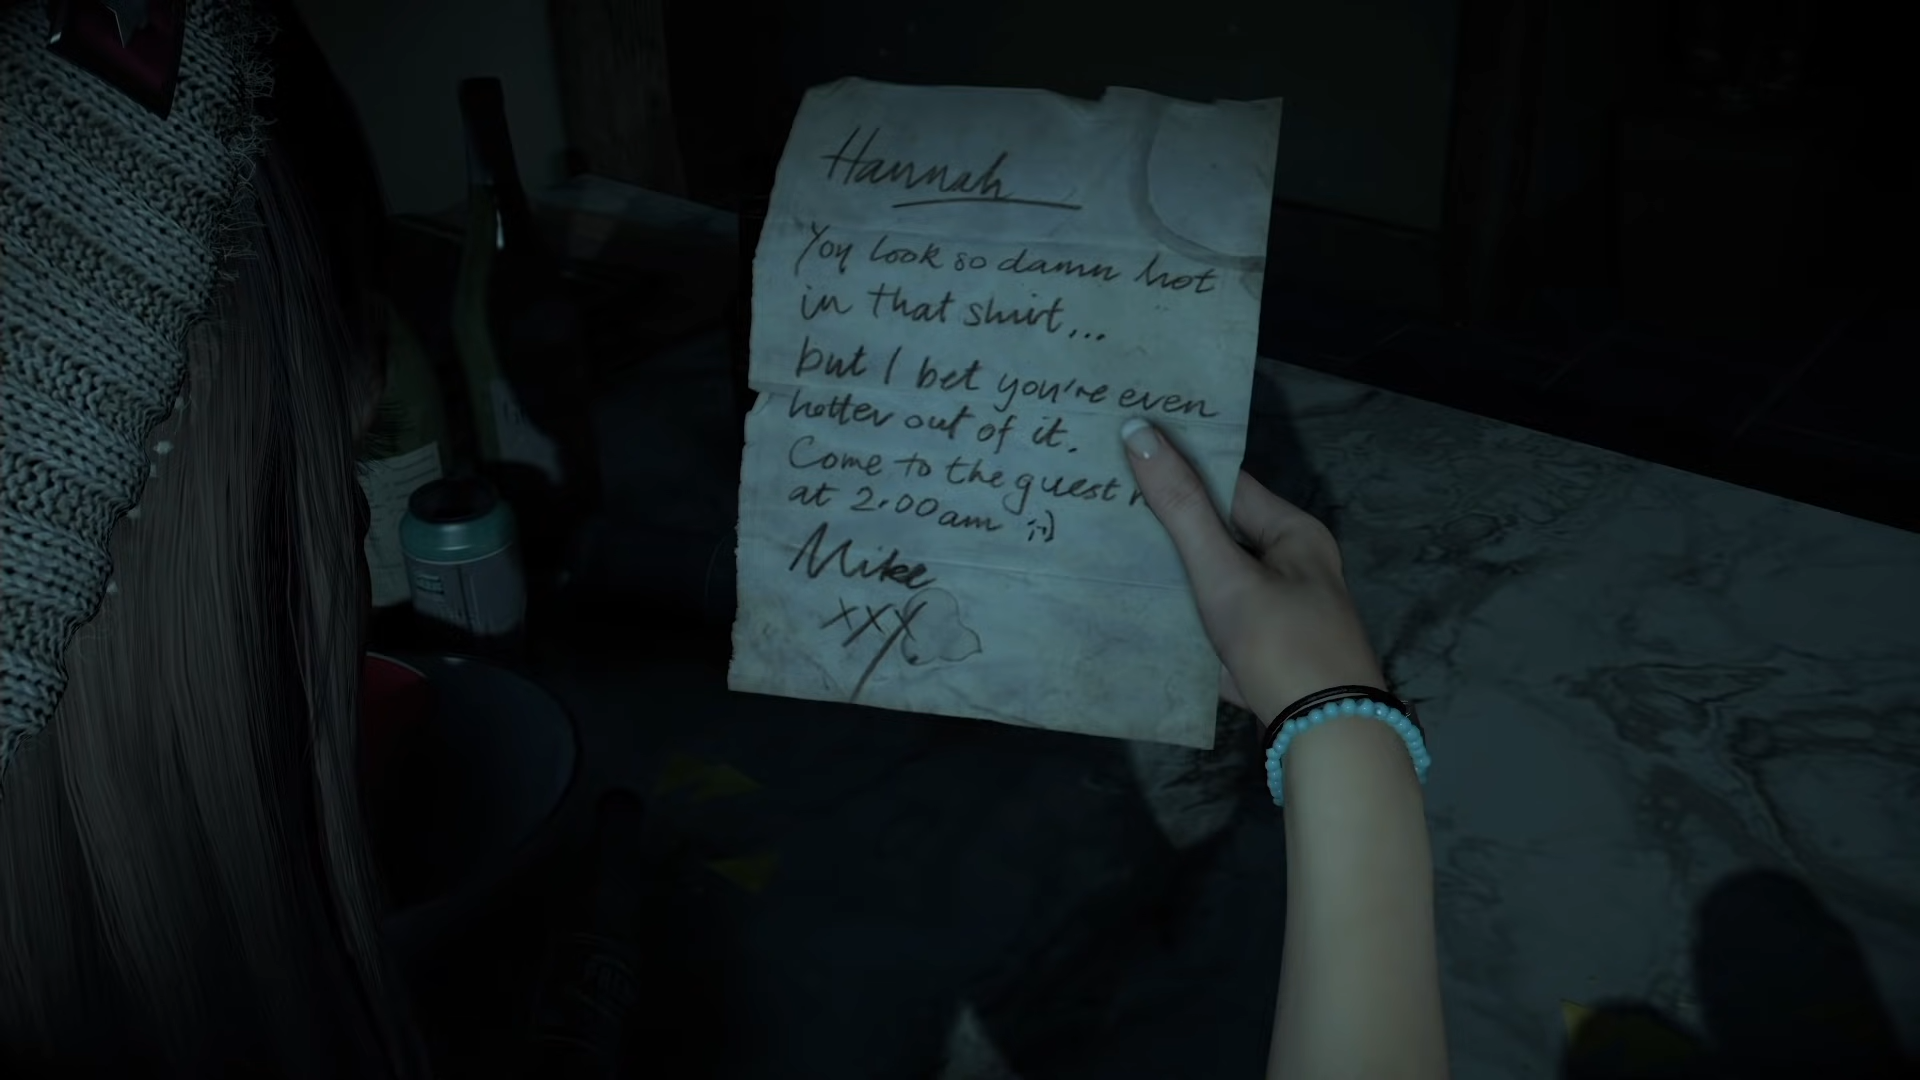 Hannah
You look so damn hot
in that shirt...
but I bet you're even
hotter out of it.
Come to the guest
at 2.00am ;-)
Mike
xxx